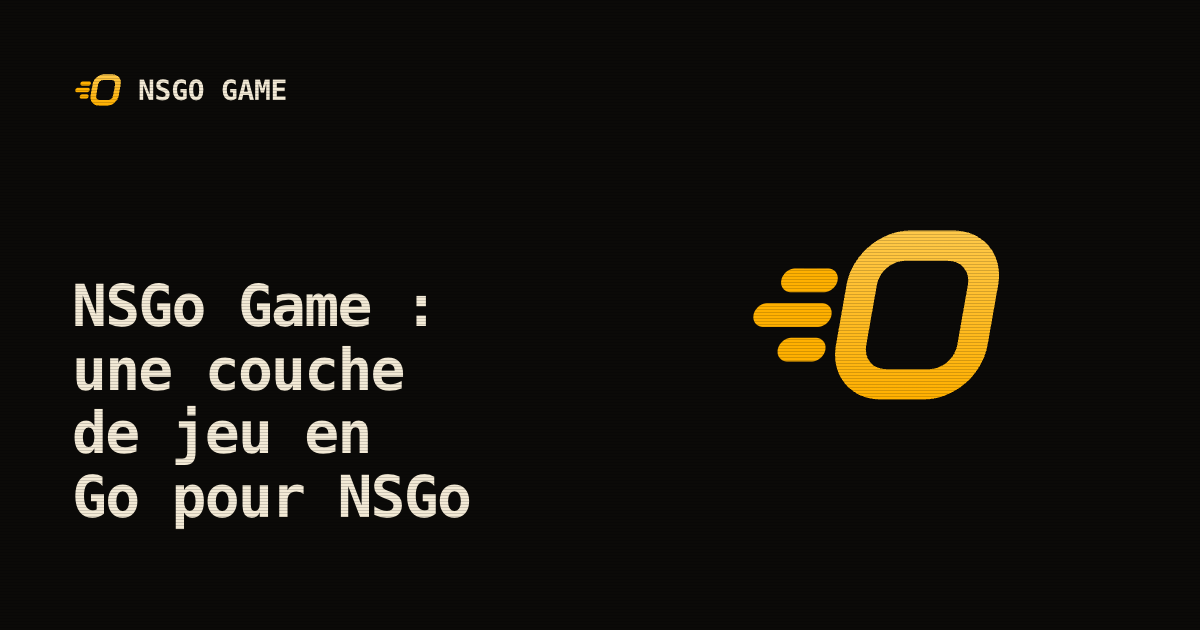 NSGO GAME
NSGo Game :
une couche
de jeu en
Go pour NSGo